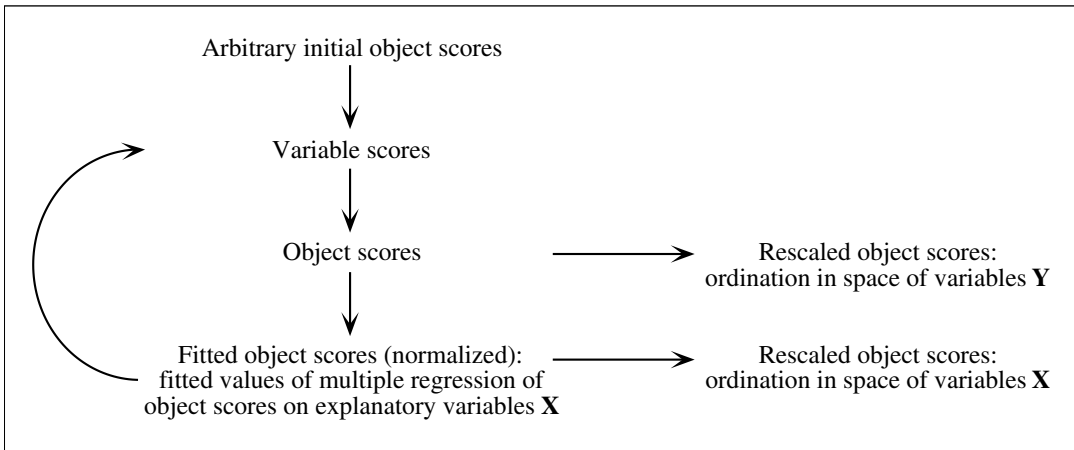 Arbitrary initial object scores
Variable scores
Object scores
Rescaled object scores:
ordination in space of variables Y
Fitted object scores (normalized):
fitted values of multiple regression of
object scores on explanatory variables X
Rescaled object scores:
ordination in space of variables X